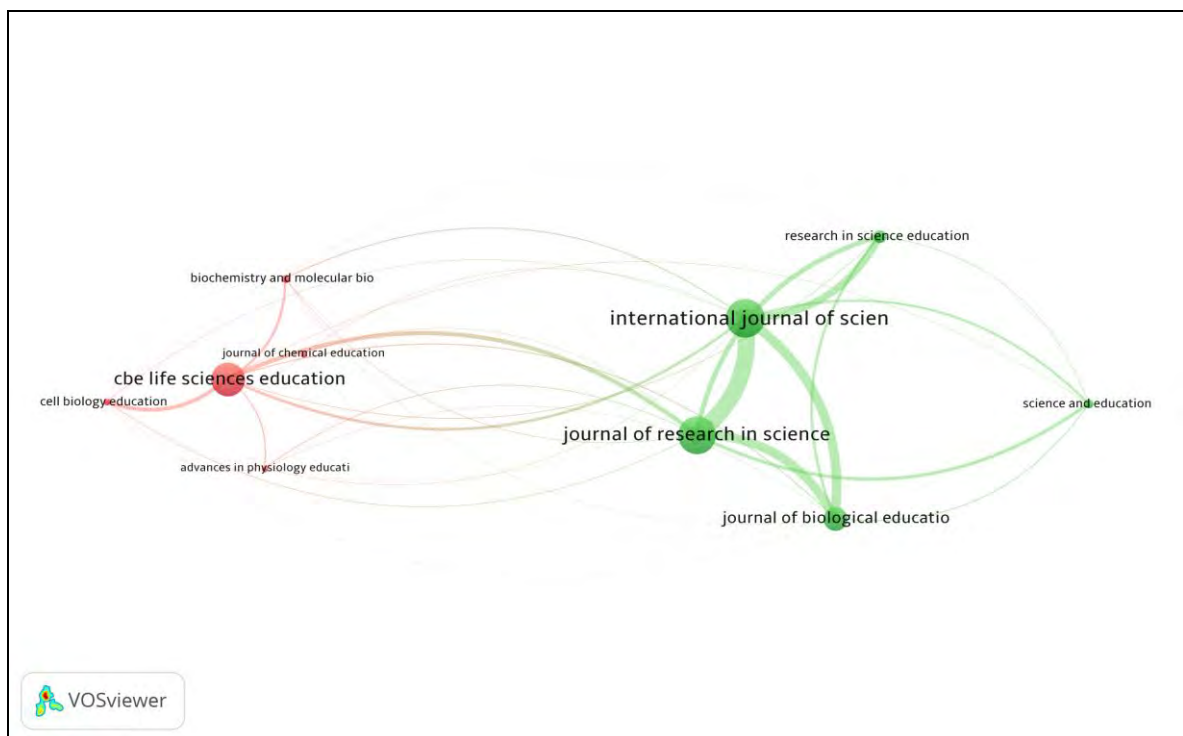 research in science education
biochemistry and molecular bio
international journal of scien
journal of chemical education
cbe life sciences education
cell biology education
science and education
journal of research in science
advances in physiology educati
journal of biological educatio
VOSviewer